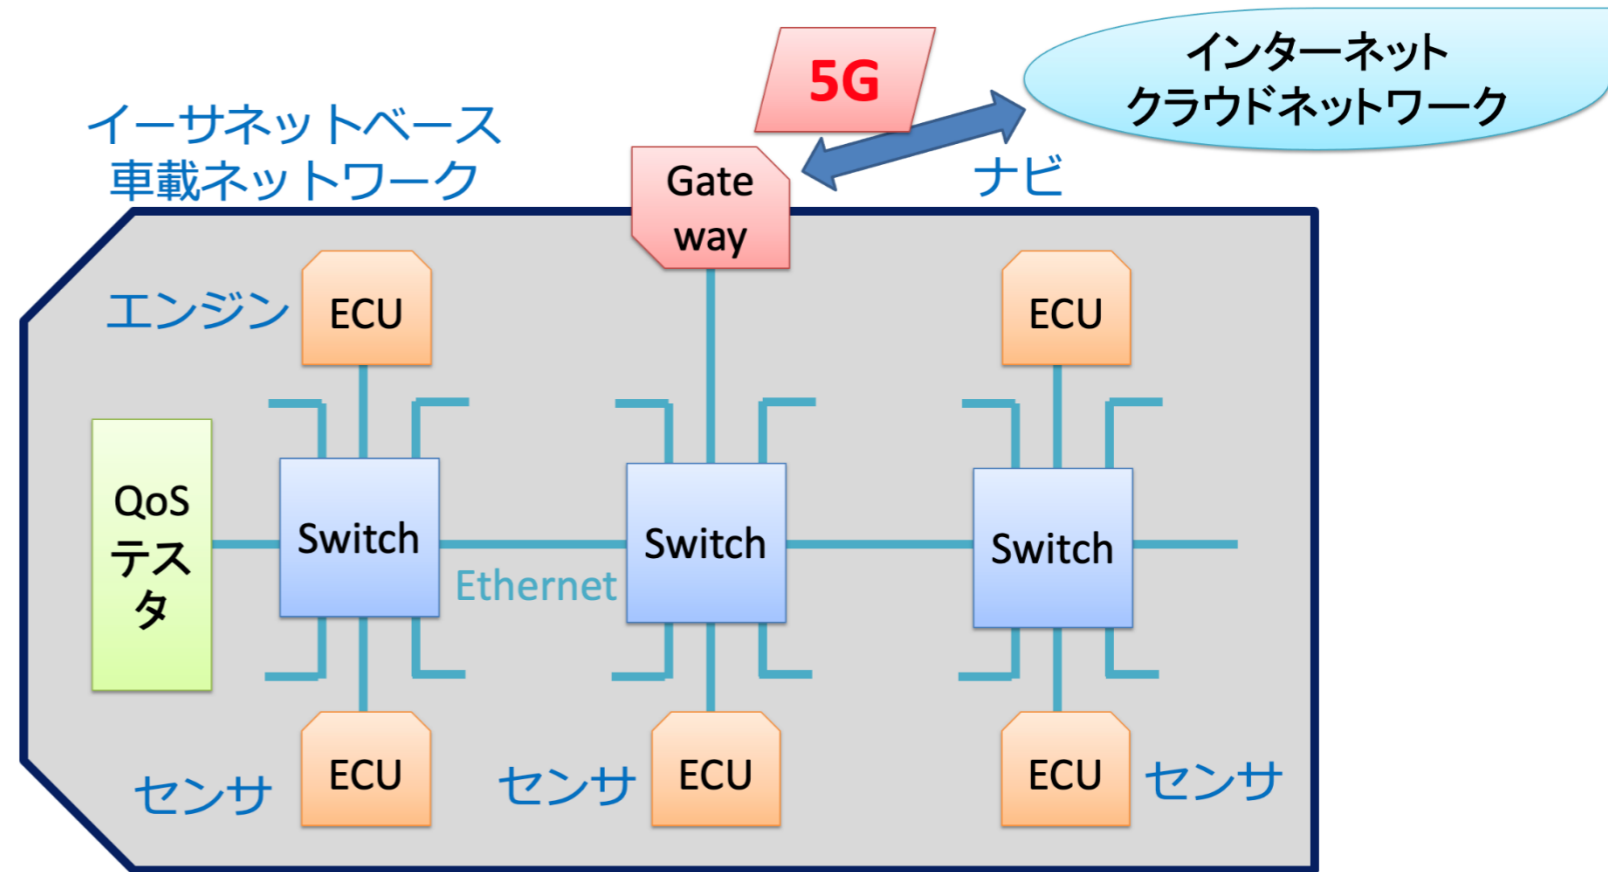 5G
インターネット
クラウドネットワーク
イーサネットベース
車載ネットワーク
Gate
way
ナビ
エンジン
ECU
ECU
QoS
テス
タ
Switch
Switch
Switch
Ethernet
センサ
ECU
センサ
ECU
ECU
センサ